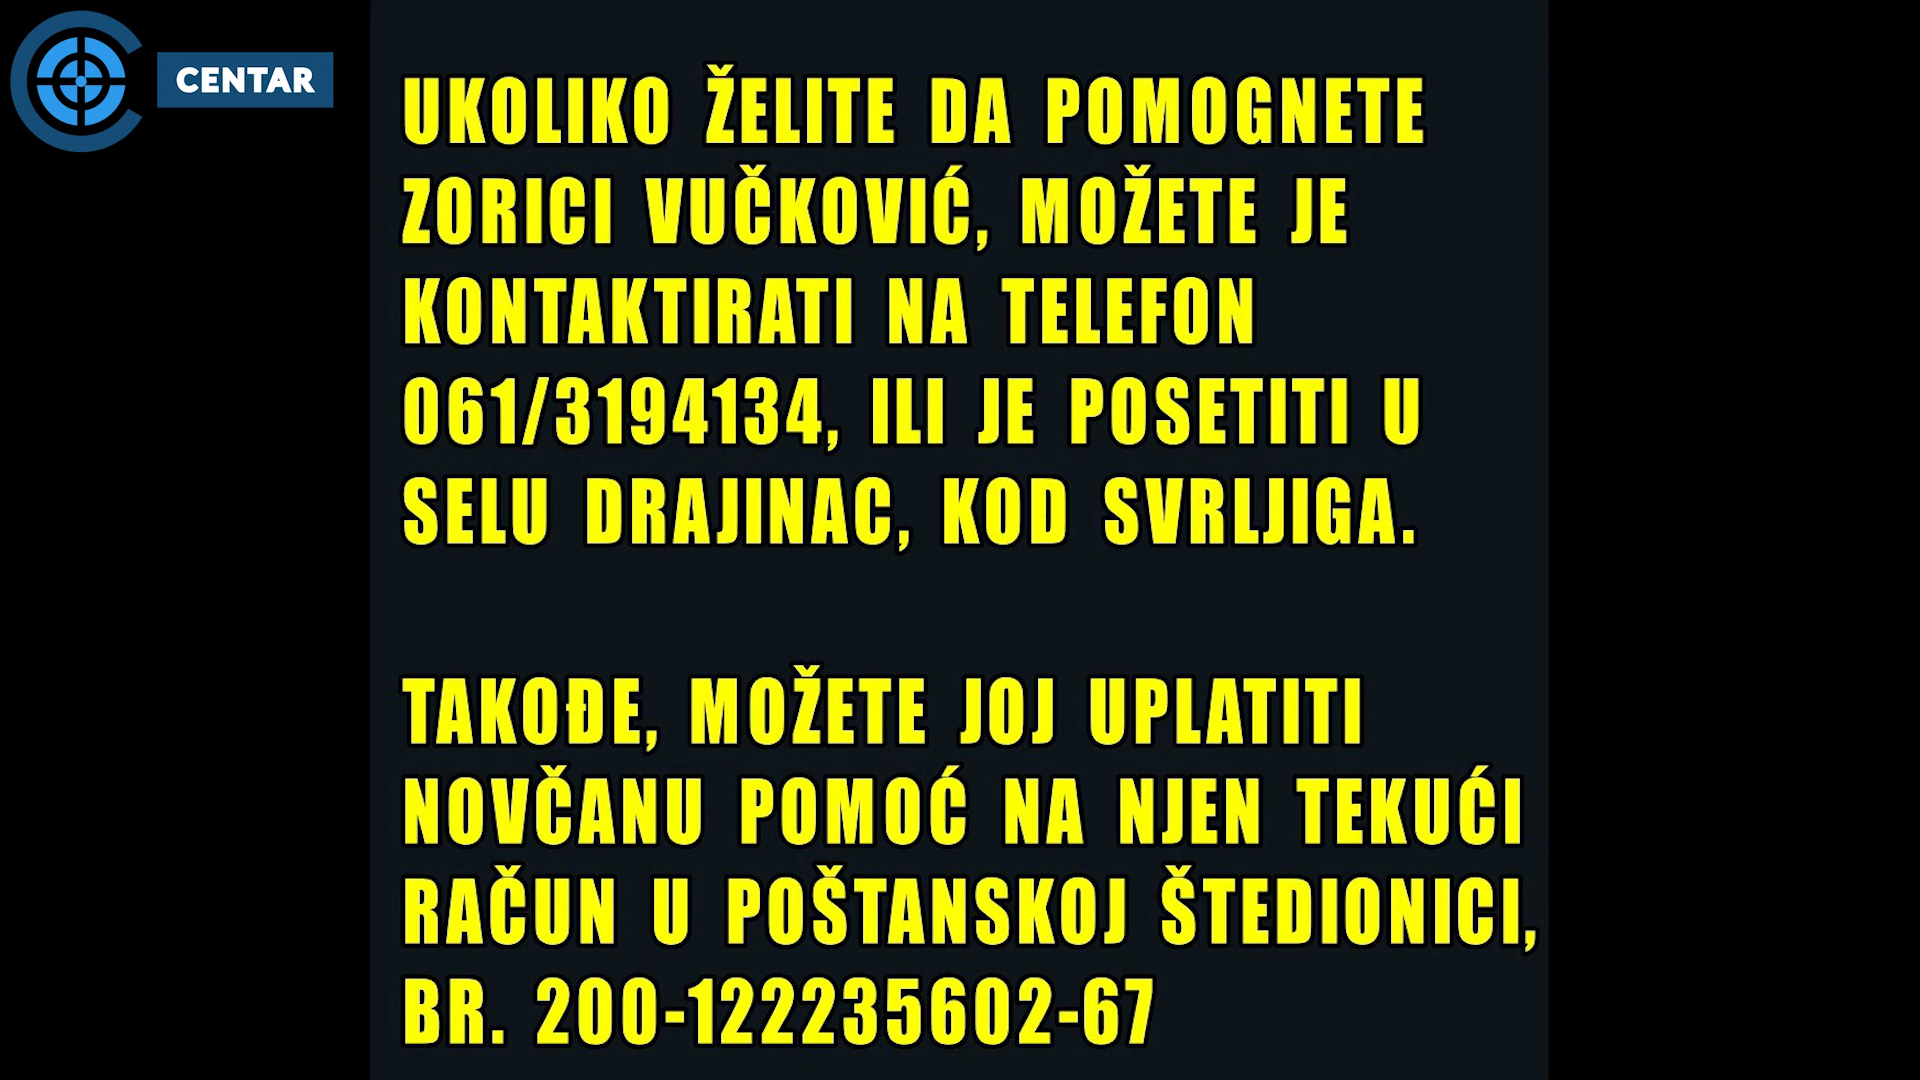 CENTAR
UKOLIKO ŽELITE DA POMOGNETE
ZORICI VUČKOVIĆ, MOŽETE JE
KONTAKTIRATI NA TELEFON
061/3194134, ILI JE POSETITI U
SELU DRAJINAC, KOD SVRLJIGA.
TAKOĐE, MOŽETE JOJ UPLATITI
NOVČANU POMOĆ NA NJEN TEKUĆI
RAČUN U POŠTANSKOJ ŠTEDIONICI,
BR. 200-122235602-67